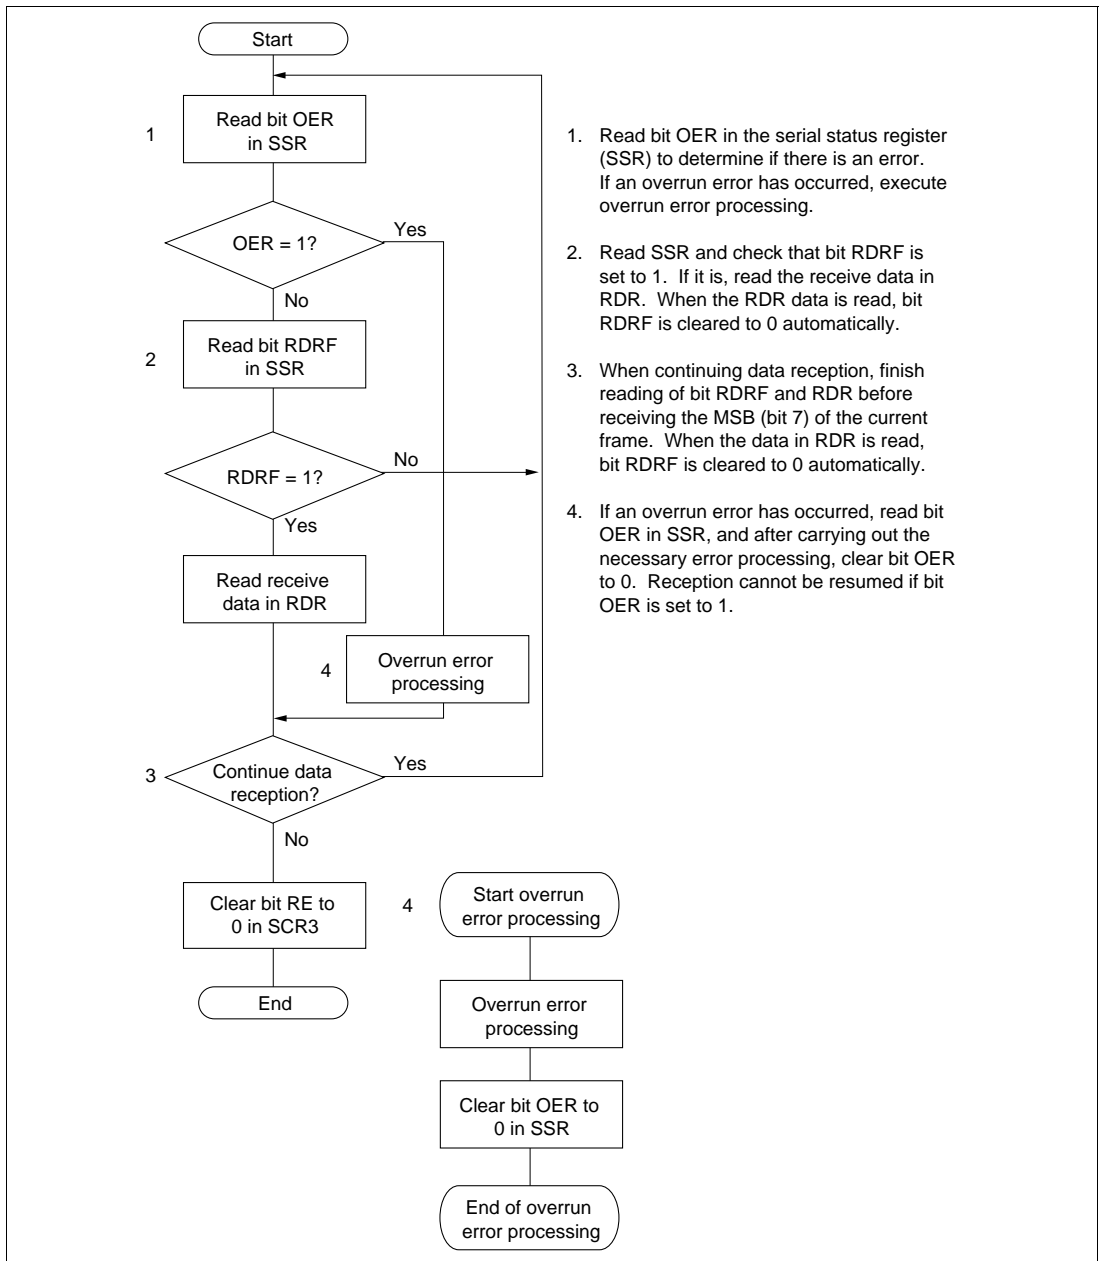 Start
1
Read bit OER
in SSR
OER = 1?
Yes
No
2
Read bit RDRF
in SSR
RDRF = 1?
No
Yes
Read receive
data in RDR
4
Overrun error
processing
3
Continue data
reception?
Yes
No
Clear bit RE to
0 in SCR3
End
4
Start overrun
error processing
Overrun error
processing
Clear bit OER to
0 in SSR
End of overrun
error processing
1. Read bit OER in the serial status register
(SSR) to determine if there is an error.
If an overrun error has occurred, execute
overrun error processing.
2. Read SSR and check that bit RDRF is
set to 1. If it is, read the receive data in
RDR. When the RDR data is read, bit
RDRF is cleared to 0 automatically.
3. When continuing data reception, finish
reading of bit RDRF and RDR before
receiving the MSB (bit 7) of the current
frame. When the data in RDR is read,
bit RDRF is cleared to 0 automatically.
4. If an overrun error has occurred, read bit
OER in SSR, and after carrying out the
necessary error processing, clear bit OER
to 0. Reception cannot be resumed if bit
OER is set to 1.